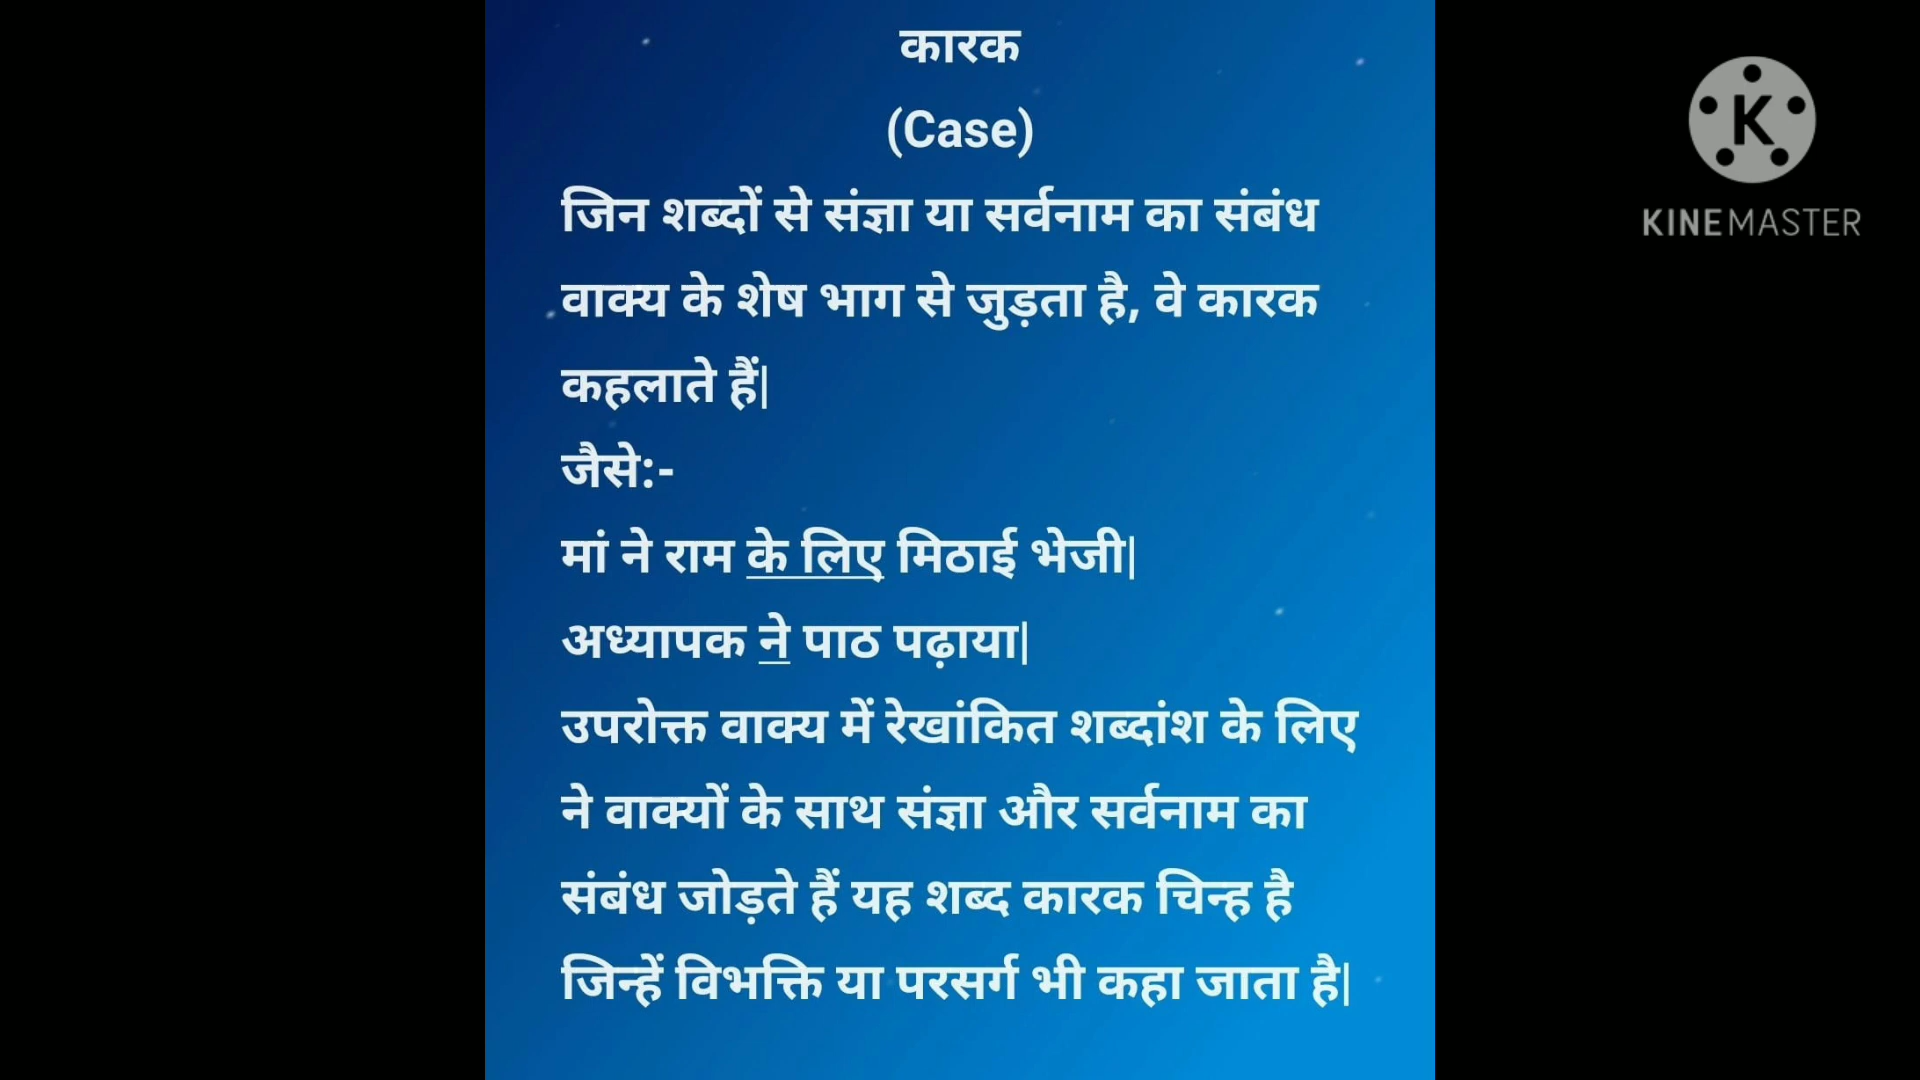 कारक
(Case)
जिन शब्दों से संज्ञा या सर्वनाम का संबंध
वाक्य के शेष भाग से जुड़ता है, वे कारक
कहलाते हैं|
जैसे:-
मां ने राम के लिए मिठाई भेजी|
अध्यापक ने पाठ पढ़ाया|
उपरोक्त वाक्य में रेखांकित शब्दांश के लिए
ने वाक्यों के साथ संज्ञा और सर्वनाम का
संबंध जोड़ते हैं यह शब्द कारक चिन्ह है
जिन्हें विभक्ति या परसर्ग भी कहा जाता है|
K
KINEMASTER